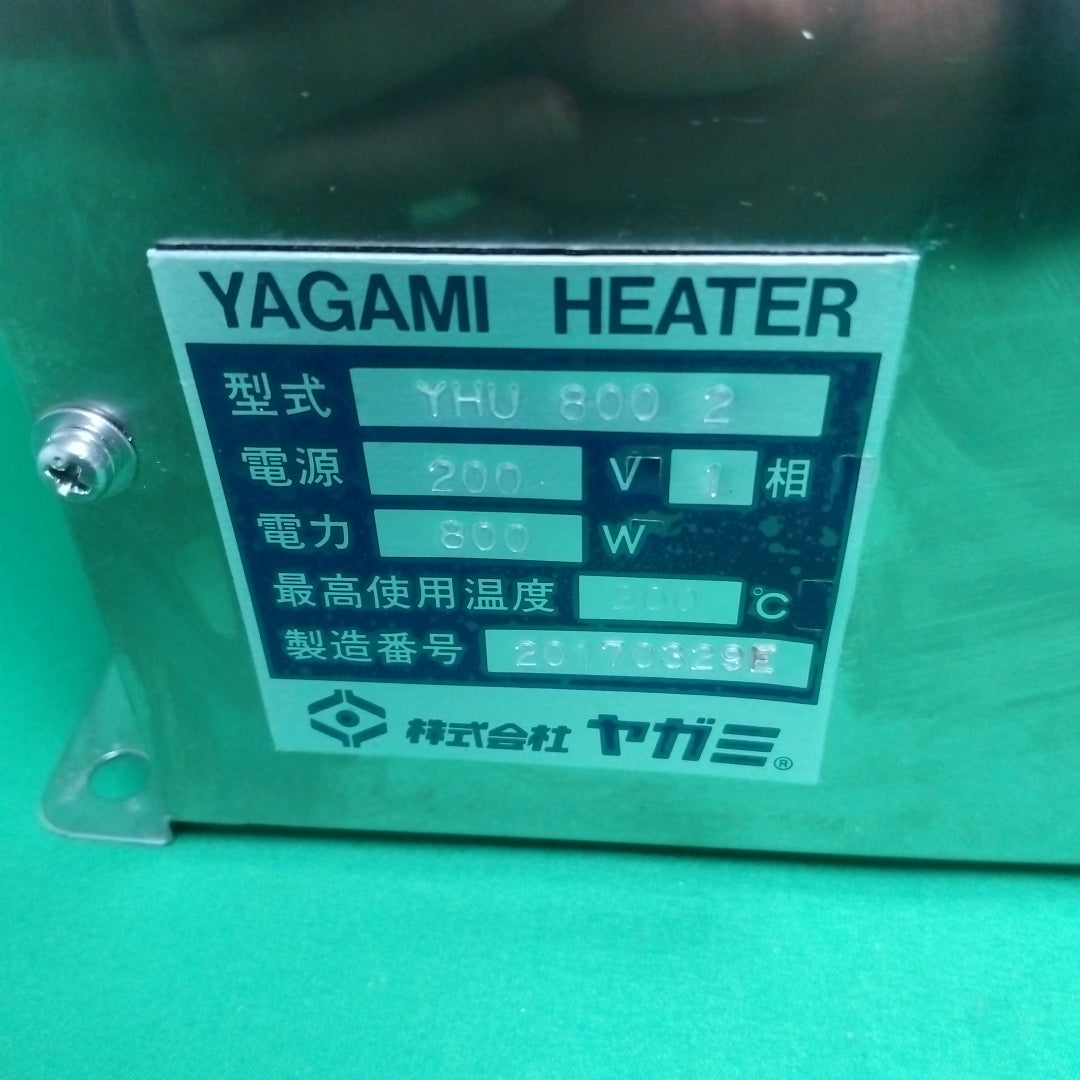 YAGAMI HEATER
型式 YHU 800 2
電源 200 V 1 相
電力 800 W
最高使用温度 ℃
製造番号 20170329E
株式会社 ヤガミ ®